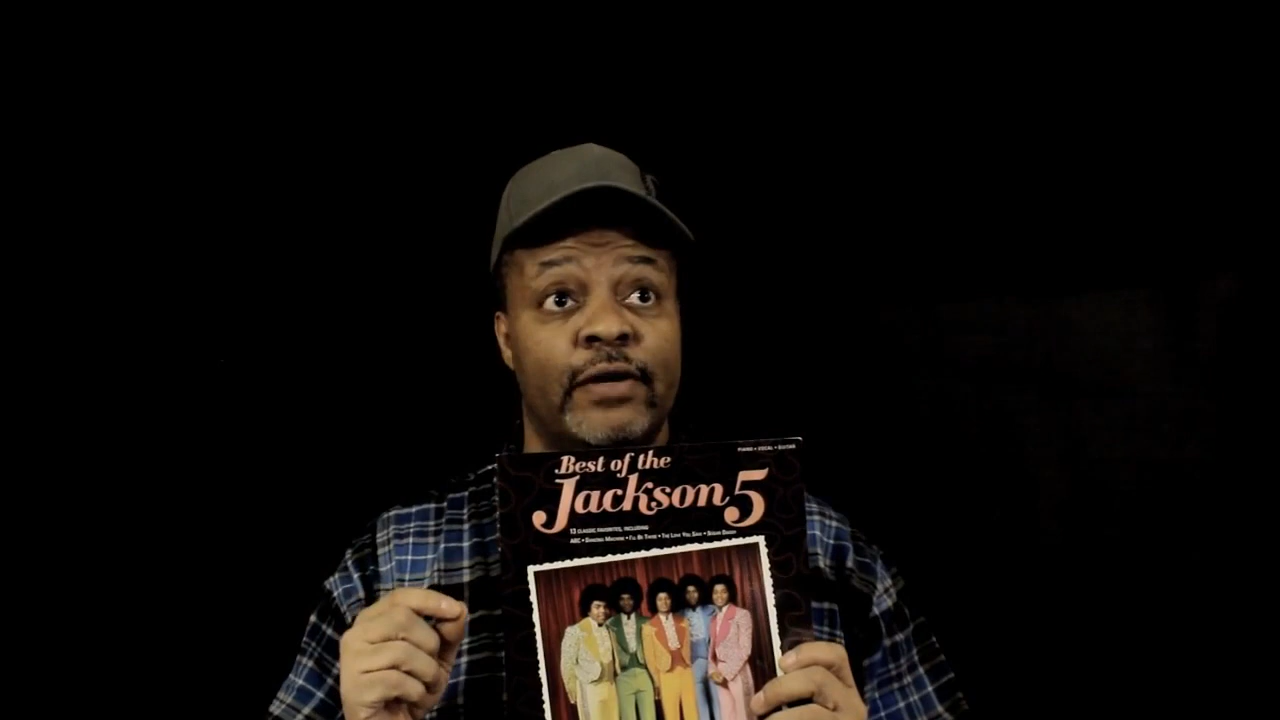 PIANO • VOCAL • GUITAR
Best of the
Jackson 5
13 CLASSIC FAVORITES, INCLUDING
ABC • DANCING MACHINE • I'LL BE THERE • THE LOVE YOU SAVE • SUGAR DADDY